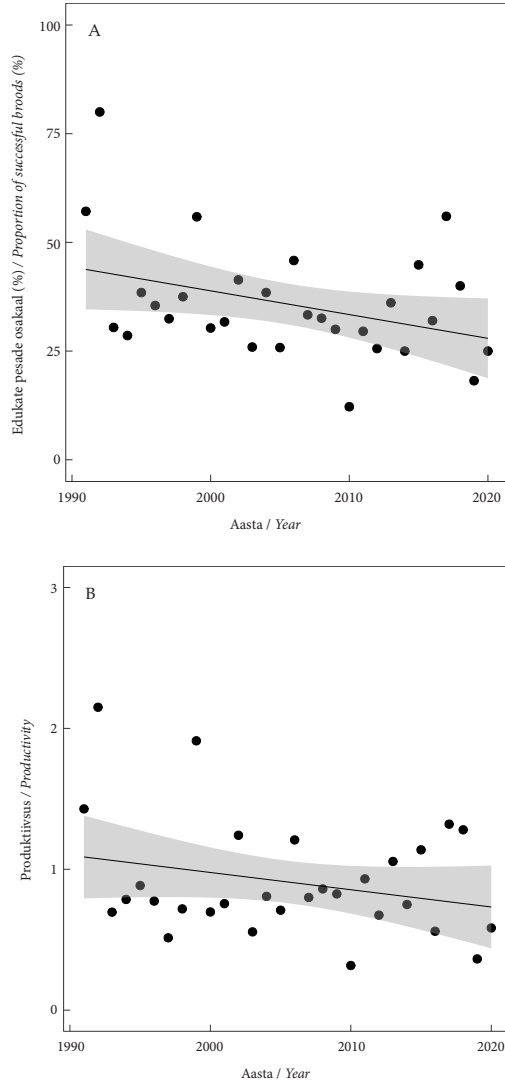 A
100
75
50
25
0
Edukate pesade osakaal (%) / Proportion of successful broods (%)
1990 2000 2010 2020
Aasta / Year
B
3
2
1
0
Produktiivsus / Productivity
1990 2000 2010 2020
Aasta / Year